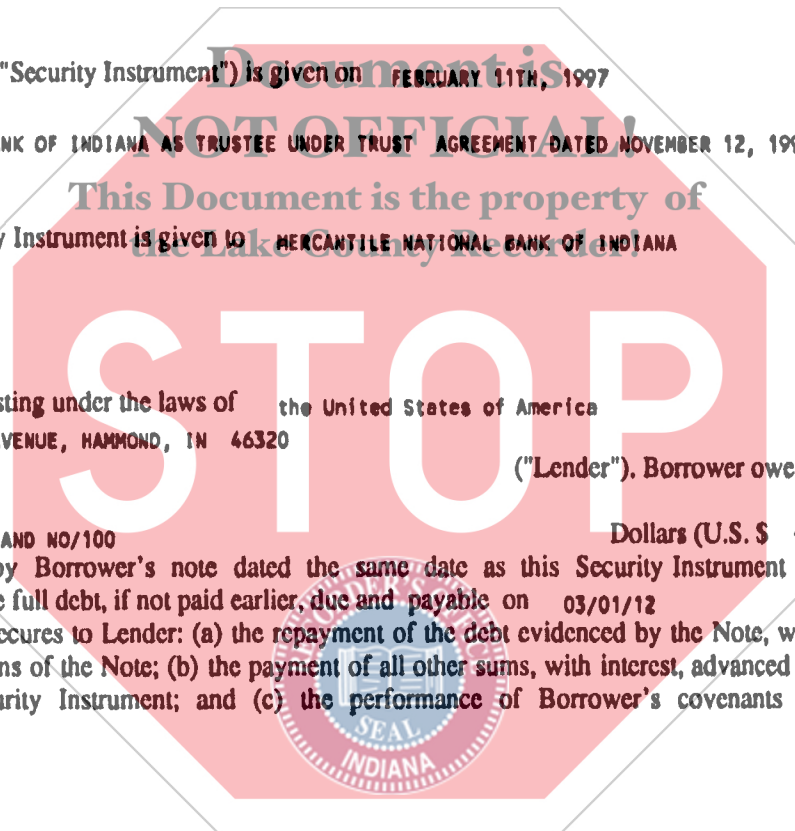 "Security Instrument") is given on FEBRUARY 11TH, 1997
Document is
NK OF INDIANA AS TRUSTEE UNDER TRUST AGREEMENT DATED NOVEMBER 12, 199
NOT OFFICIAL!
This Document is the property of
y Instrument is given to MERCANTILE NATIONAL BANK OF INDIANA
the Lake County Recorder!
STOP
sting under the laws of the United States of America
VENUE, HAMMOND, IN 46320
("Lender"). Borrower owe
AND NO/100 Dollars (U.S. $
by Borrower's note dated the same date as this Security Instrument
e full debt, if not paid earlier, due and payable on 03/01/12
ecures to Lender: (a) the repayment of the debt evidenced by the Note, w
ns of the Note; (b) the payment of all other sums, with interest, advanced
urity Instrument; and (c) the performance of Borrower's covenants
SEAL
INDIANA